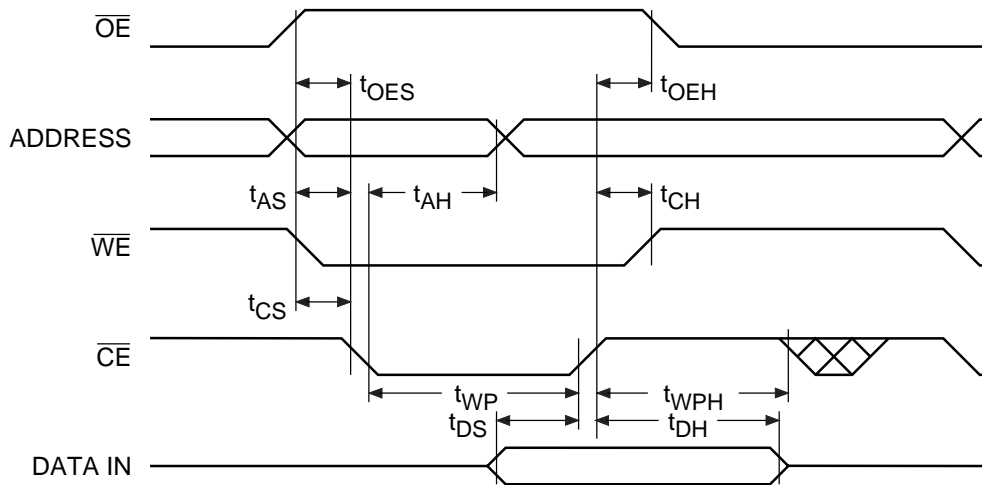 OE
tOES
tOEH
ADDRESS
tAS
tAH
tCH
WE
tCS
CE
tWP
tWPH
tDS
tDH
DATA IN